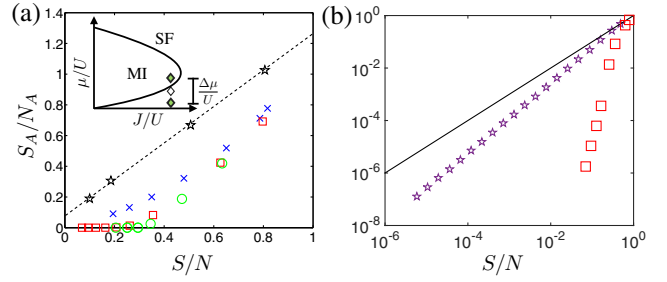 (a)
1.4
1.2
1
0.8
0.6
0.4
0.2
0
S_A/N_A
μ/U
SF
MI
Δμ/U
J/U
0 0.2 0.4 0.6 0.8 1
S/N
(b)
10^0
10^-2
10^-4
10^-6
10^-8
10^-6 10^-4 10^-2 10^0
S/N